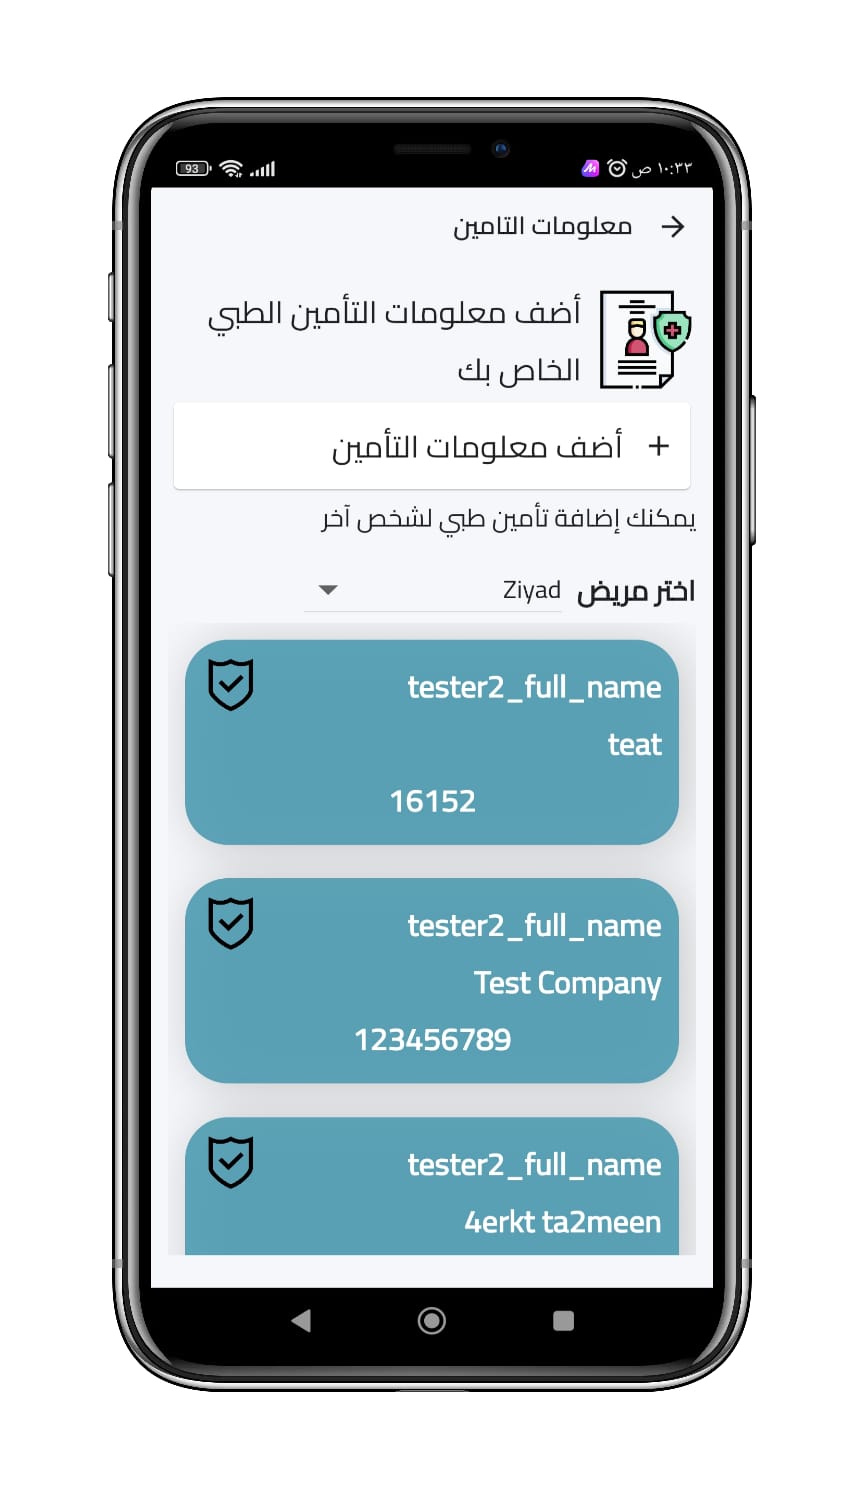 ١٠:٣٣ ص
93
معلومات التامين
أضف معلومات التأمين الطبي
الخاص بك
أضف معلومات التأمين
يمكنك إضافة تأمين طبي لشخص آخر
اختر مريض Ziyad
tester2_full_name
teat
16152
tester2_full_name
Test Company
123456789
tester2_full_name
4erkt ta2meen